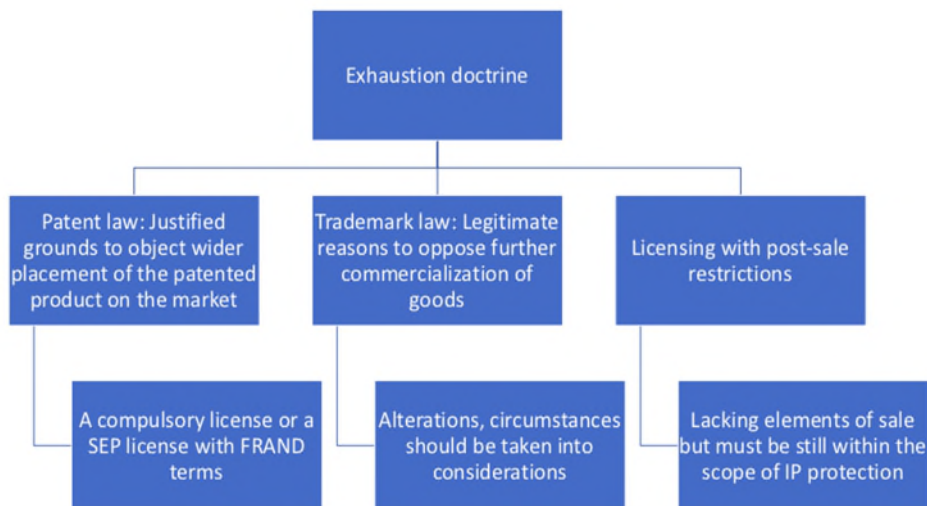 Exhaustion doctrine
Patent law: Justified
grounds to object wider
placement of the patented
product on the market
Trademark law: Legitimate
reasons to oppose further
commercialization of
goods
Licensing with post-sale
restrictions
A compulsory license or a
SEP license with FRAND
terms
Alterations, circumstances
should be taken into
considerations
Lacking elements of sale
but must be still within the
scope of IP protection